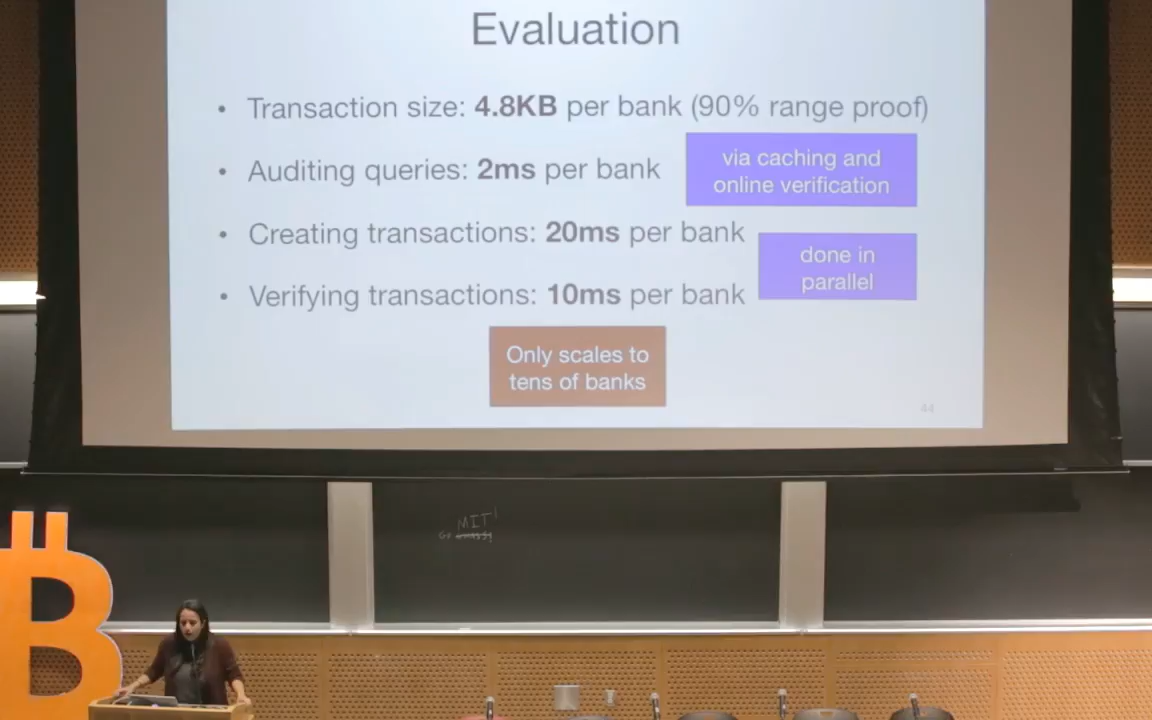 Evaluation
• Transaction size: 4.8KB per bank (90% range proof)
• Auditing queries: 2ms per bank
via caching and
online verification
• Creating transactions: 20ms per bank
done in
parallel
• Verifying transactions: 10ms per bank
Only scales to
tens of banks
44
MIT!
Go